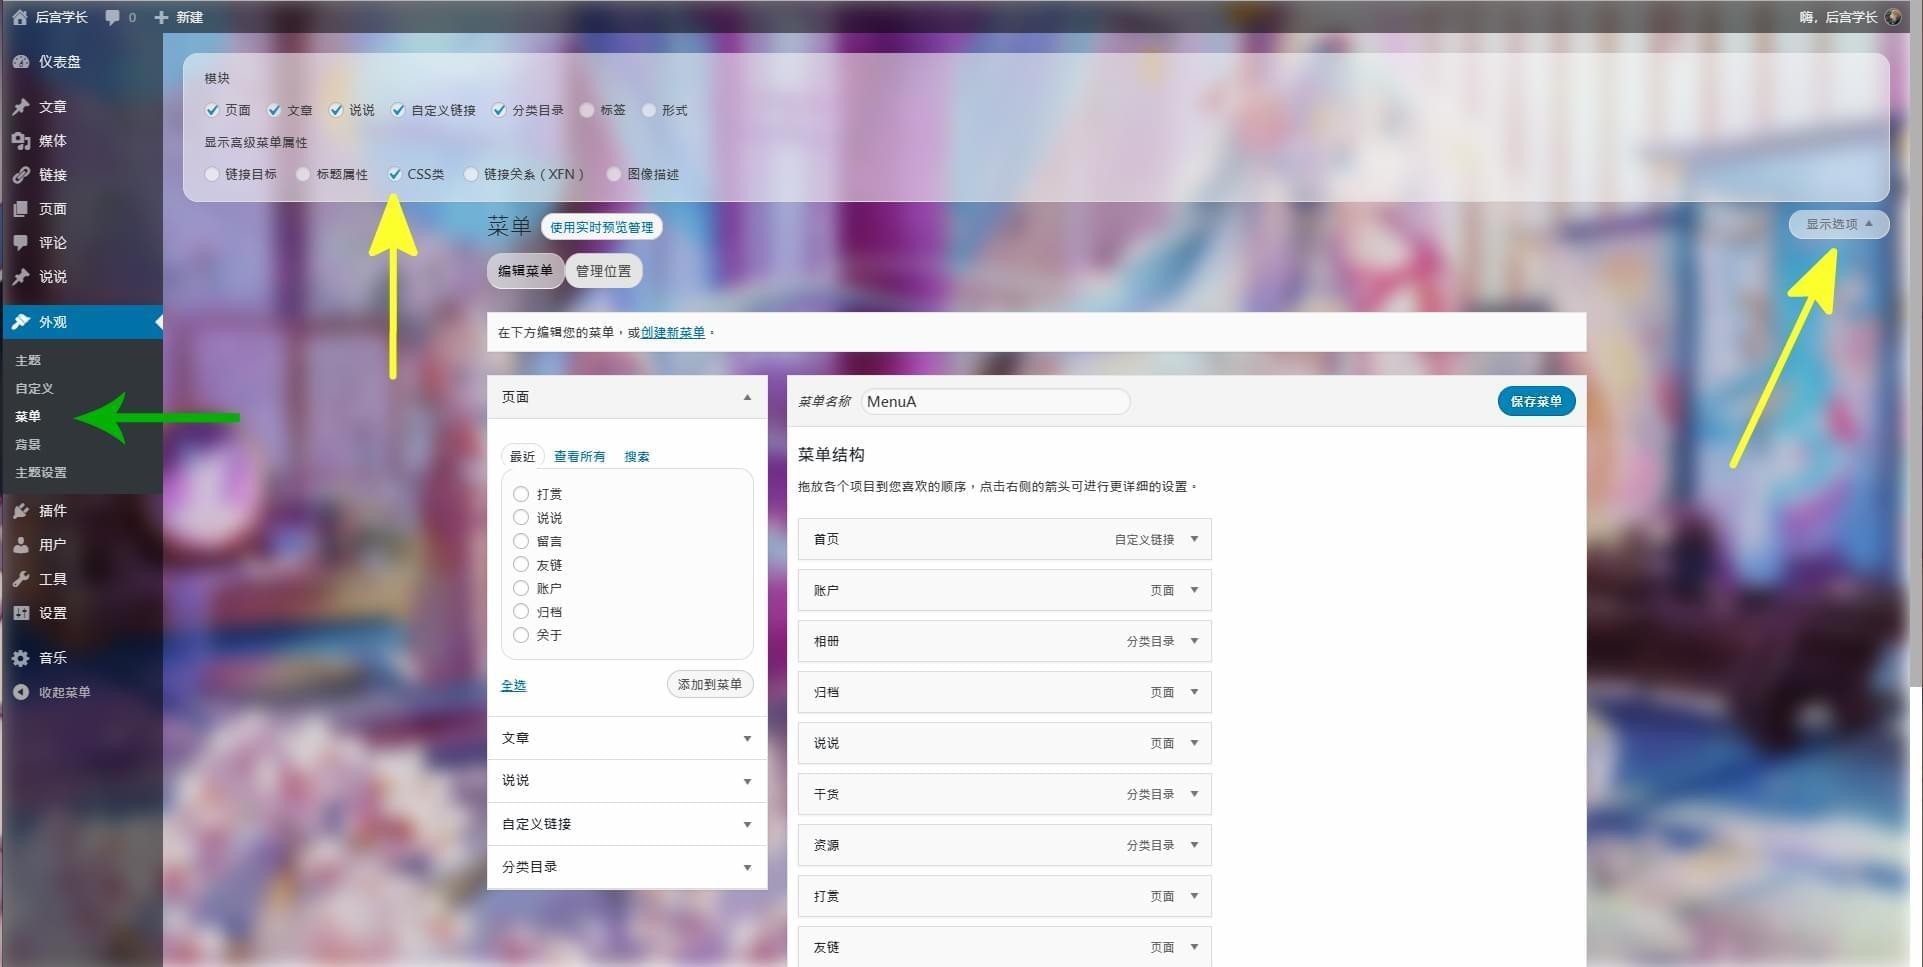 后宫学长 0 新建
嗨，后宫学长
仪表盘
文章
媒体
链接
页面
评论
说说
外观
主题
自定义
菜单
背景
主题设置
插件
用户
工具
设置
音乐
收起菜单
模块
页面 文章 说说 自定义链接 分类目录 标签 形式
显示高级菜单属性
链接目标 标题属性 CSS类 链接关系（XFN） 图像描述
显示选项
菜单 使用实时预览管理
编辑菜单 管理位置
在下方编辑您的菜单，或创建新菜单。
页面
最近 查看所有 搜索
打赏
说说
留言
友链
账户
归档
关于
全选 添加到菜单
文章
说说
自定义链接
分类目录
菜单名称 MenuA 保存菜单
菜单结构
拖放各个项目到您喜欢的顺序，点击右侧的箭头可进行更详细的设置。
首页 自定义链接
账户 页面
相册 分类目录
归档 页面
说说 页面
干货 分类目录
资源 分类目录
打赏 页面
友链 页面